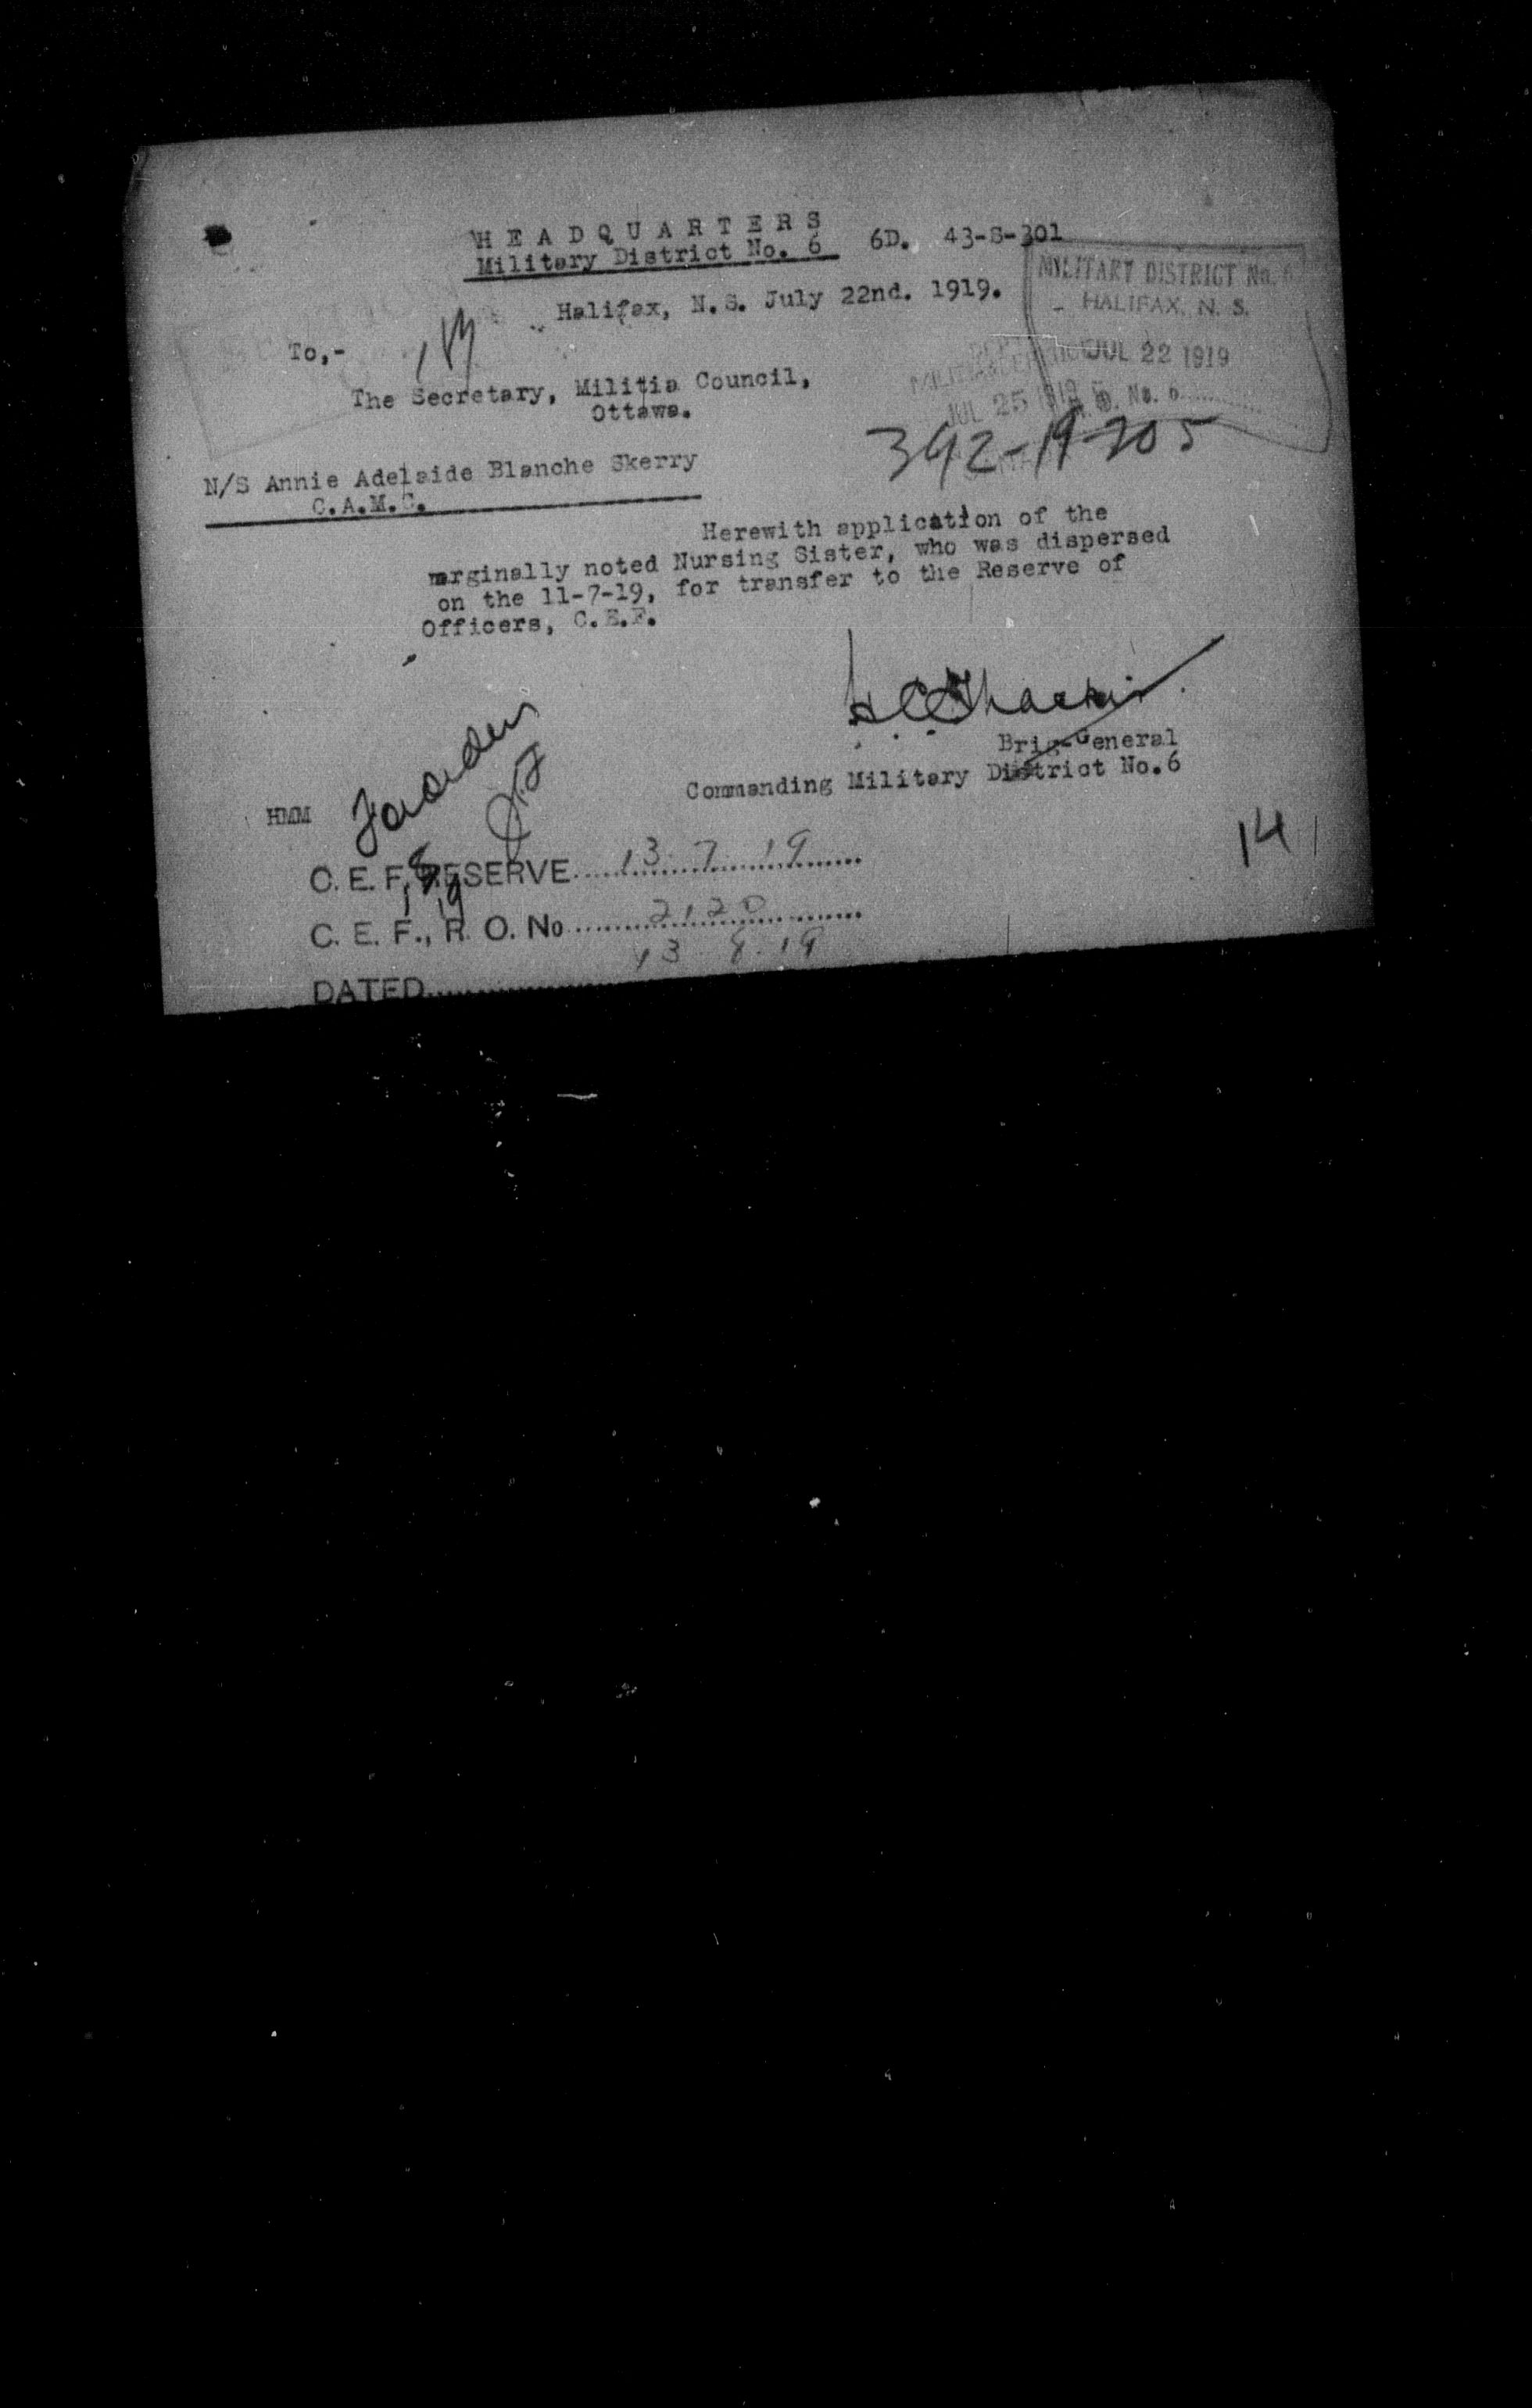 HEADQUARTERS
Military District No. 6
6D. 43-S-301
MILITARY DISTRICT No. 6
HALIFAX, N. S.
Halifax, N.S. July 22nd. 1919.
JUL 22 1919
To,-
The Secretary, Militia Council,
Ottawa.
JUL 25 1919
M. D. No. 6
392-19-205
N/S Annie Adelaide Blanche Skerry
C.A.M.C.
Herewith application of the
marginally noted Nursing Sister, who was dispersed
on the 11-7-19, for transfer to the Reserve of
Officers, C.E.F.
Brig-General
Commanding Military District No.6
HMM
14
C. E. F. RESERVE 13 7 19
C. E. F., R. O. No 2120
13 8 19
DATED